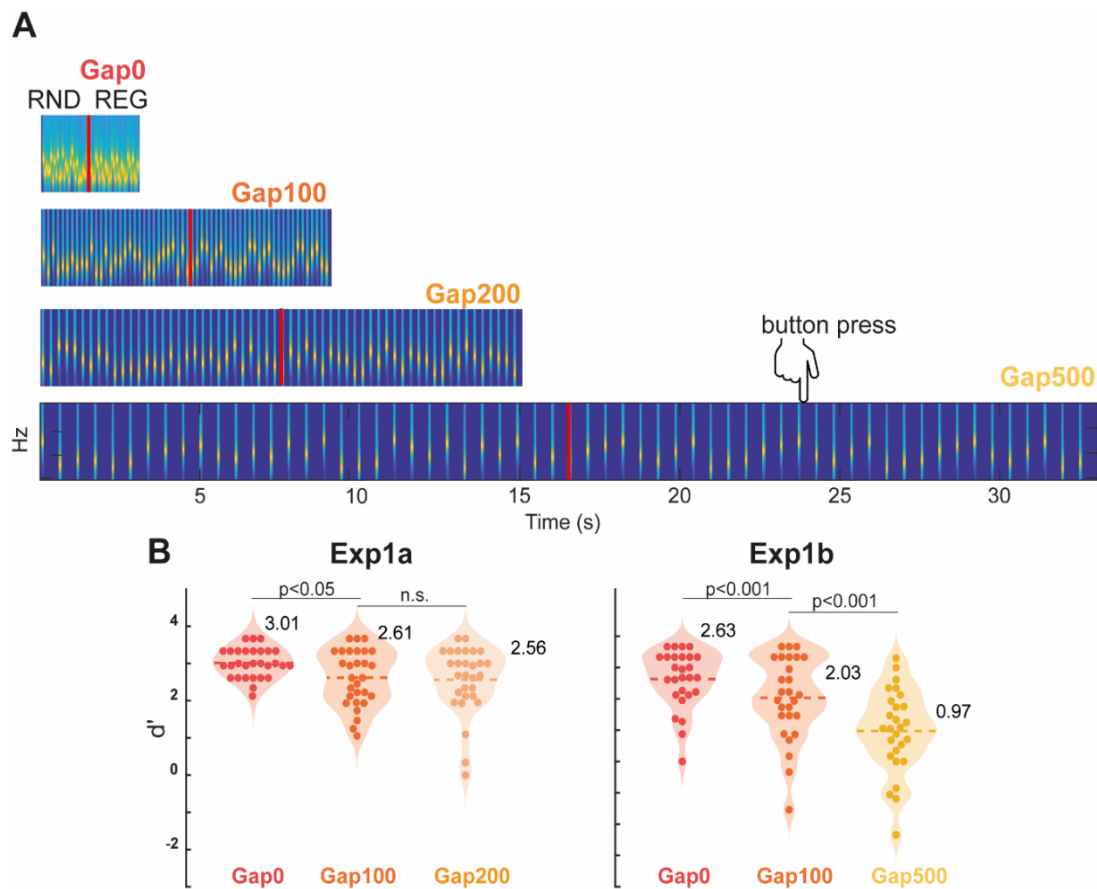 A
Gap0
RND REG
Gap100
Gap200
button press
Gap500
Hz
5 10 15 20 25 30
Time (s)
B Exp1a Exp1b
p<0.05 n.s. p<0.001 p<0.001
4
3.01 2.61 2.56 2.63 2.03 0.97
2
d'
0
-2
Gap0 Gap100 Gap200 Gap0 Gap100 Gap500